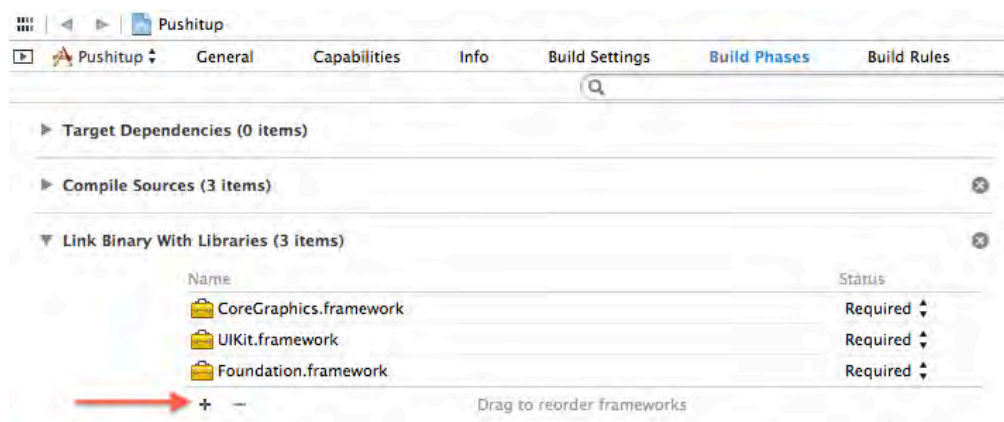 Pushitup
Pushitup General Capabilities Info Build Settings Build Phases Build Rules
Target Dependencies (0 items)
Compile Sources (3 items)
Link Binary With Libraries (3 items)
Name Status
CoreGraphics.framework Required
UIKit.framework Required
Foundation.framework Required
+ − Drag to reorder frameworks